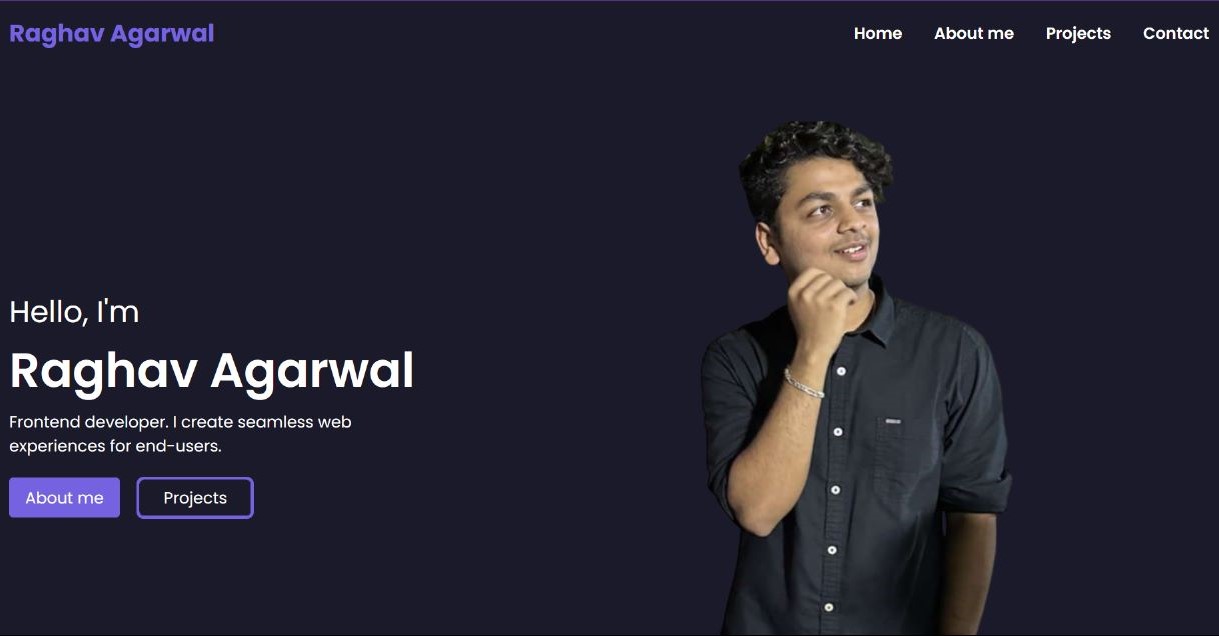 Raghav Agarwal
Home About me Projects Contact
Hello, I'm
Raghav Agarwal
Frontend developer. I create seamless web
experiences for end-users.
About me Projects